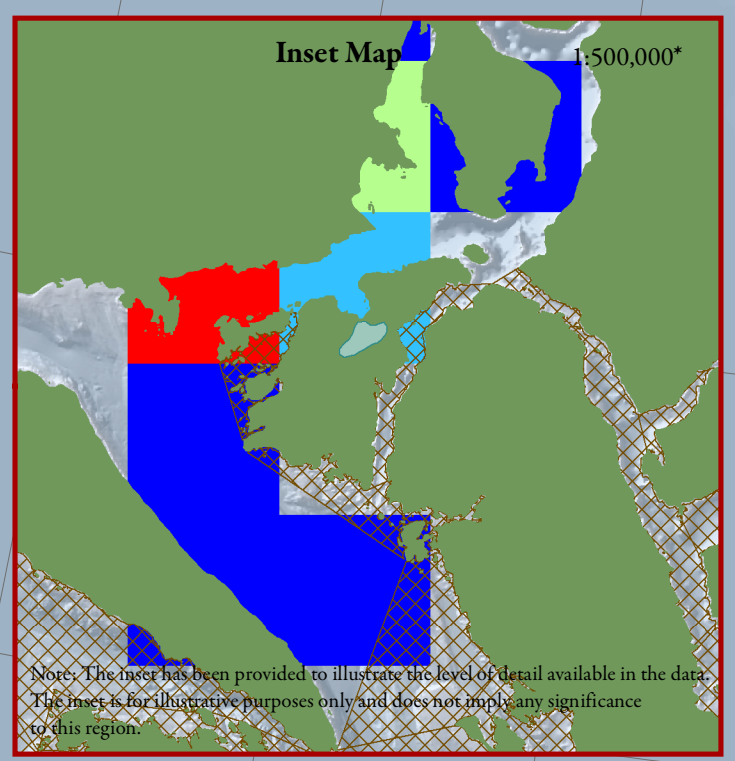 Inset Map 1:500,000*
Note: The inset has been provided to illustrate the level of detail available in the data.
The inset is for illustrative purposes only and does not imply any significance
to this region.